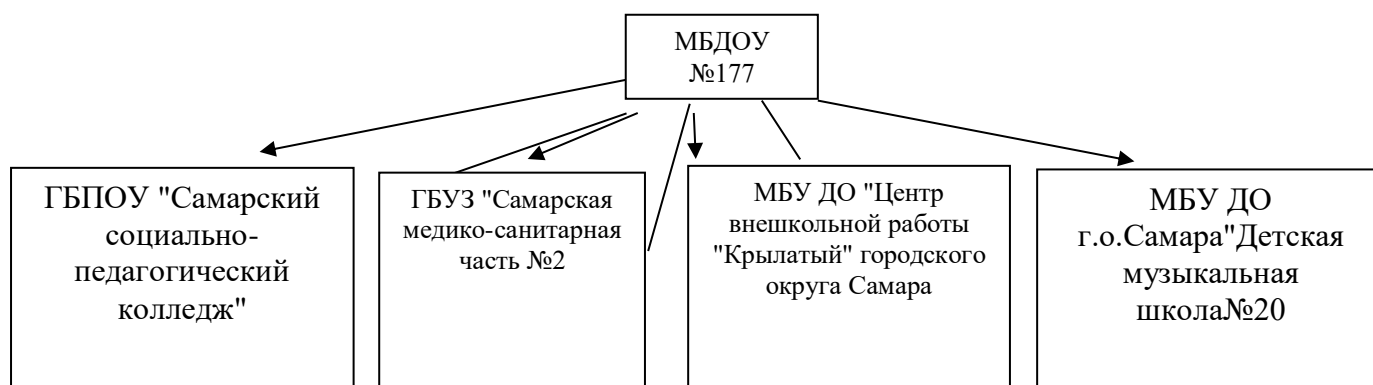 МБДОУ
№177
ГБПОУ "Самарский
социально-
педагогический
колледж"
ГБУЗ "Самарская
медико-санитарная
часть №2
МБУ ДО "Центр
внешкольной работы
"Крылатый" городского
округа Самара
МБУ ДО
г.о.Самара"Детская
музыкальная
школа№20